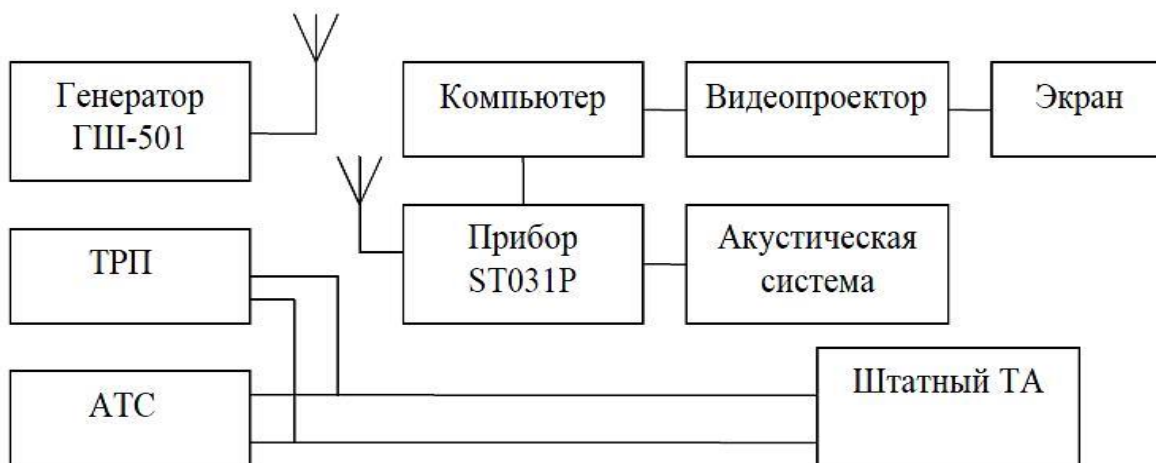 Генератор
ГШ-501
Компьютер
Видеопроектор
Экран
ТРП
Прибор
ST031P
Акустическая
система
АТС
Штатный ТА